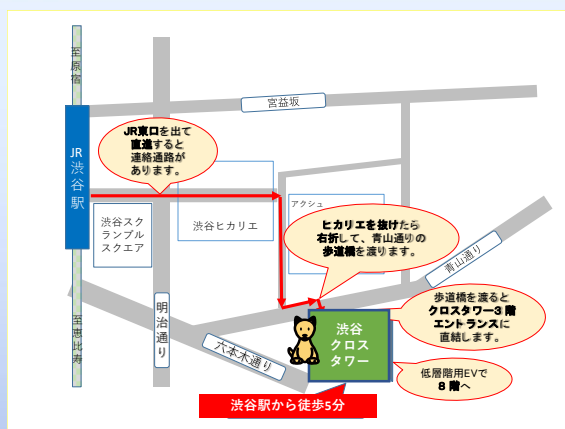 至原宿
宮益坂
JR東口を出て
直進すると
連絡通路が
あります。
JR
渋谷駅
渋谷スク
ランブル
スクエア
渋谷ヒカリエ
アクシュ
ヒカリエを抜けたら
右折して、青山通りの
歩道橋を渡ります。
青山通り
至恵比寿
明治通り
六本木通り
渋谷
クロス
タワー
歩道橋を渡ると
クロスタワー3階
エントランスに
直結します。
低層階用EVで
8階へ
渋谷駅から徒歩5分